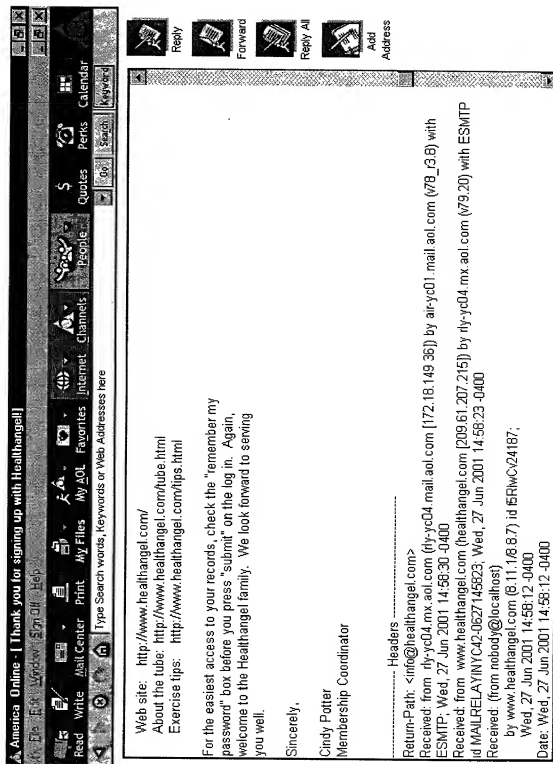 America Online - [Thank you for signing up with Healthangel!]
File Edit Window Sign Off Help
Read Write Mail Center Print My Files My AOL Favorites Internet Channels People Quotes Perks Calendar
Type Search words, Keywords or Web Addresses here Go Search Keyword
Web site: http://www.healthangel.com/
About the tube: http://www.healthangel.com/tube.html
Exercise tips: http://www.healthangel.com/tips.html
For the easiest access to your records, check the "remember my
password" box before you press "submit" on the log in. Again,
welcome to the Healthangel family. We look forward to serving
you well.
Sincerely,
Cindy Potter
Membership Coordinator
Headers
Return-Path: <info@healthangel.com>
Received: from rly-yc04.mx.aol.com (rly-yc04.mail.aol.com [172.18.149.36]) by air-yc01.mail.aol.com (v78_r3.8) with
ESMTP; Wed, 27 Jun 2001 14:58:30 -0400
Received: from www.healthangel.com (healthangel.com [209.61.207.215]) by rly-yc04.mx.aol.com (v79.20) with ESMTP
id MAILRELAYINYC42-0627145823; Wed, 27 Jun 2001 14:58:23 -0400
Received: (from nobody@localhost)
by www.healthangel.com (8.11.1/8.8.7) id f5RIwCv24187;
Wed, 27 Jun 2001 14:58:12 -0400
Date: Wed, 27 Jun 2001 14:58:12 -0400
Reply
Forward
Reply All
Add
Address